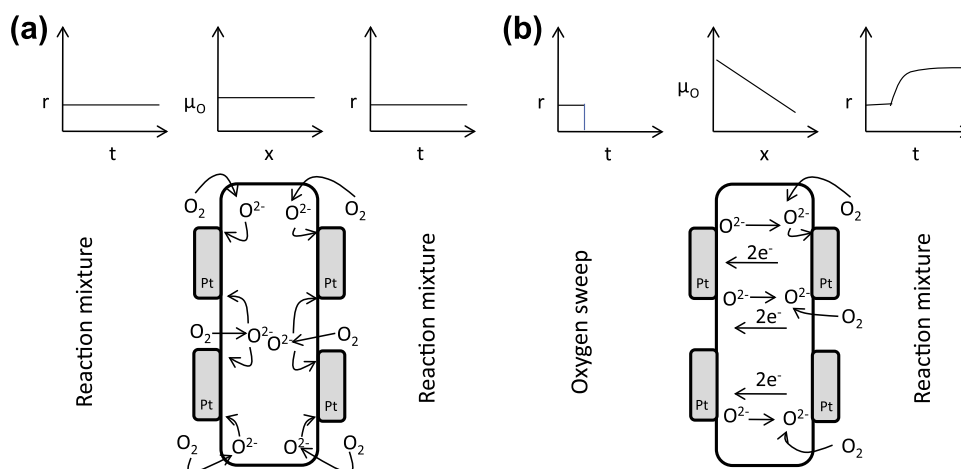 (a)
r
t
μO
x
r
t
(b)
r
t
μO
x
r
t
Reaction mixture
O2
O2-
O2-
O2
Pt
Pt
O2
O2-
O2-
O2
Pt
Pt
O2
O2-
O2-
O2
Reaction mixture
Oxygen sweep
O2-
O2-
O2
Pt
2e-
Pt
O2-
O2-
2e-
O2
Pt
2e-
Pt
O2-
O2-
O2
Reaction mixture